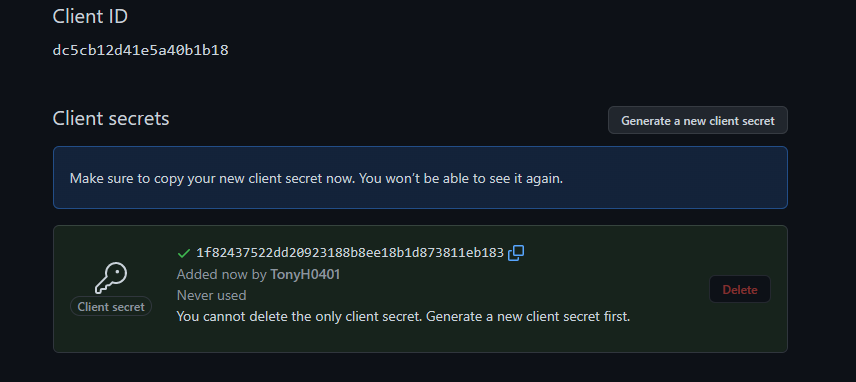 Client ID
dc5cb12d41e5a40b1b18
Client secrets
Generate a new client secret
Make sure to copy your new client secret now. You won’t be able to see it again.
1f82437522dd20923188b8ee18b1d873811eb183
Added now by TonyH0401
Client secret
Never used
Delete
You cannot delete the only client secret. Generate a new client secret first.